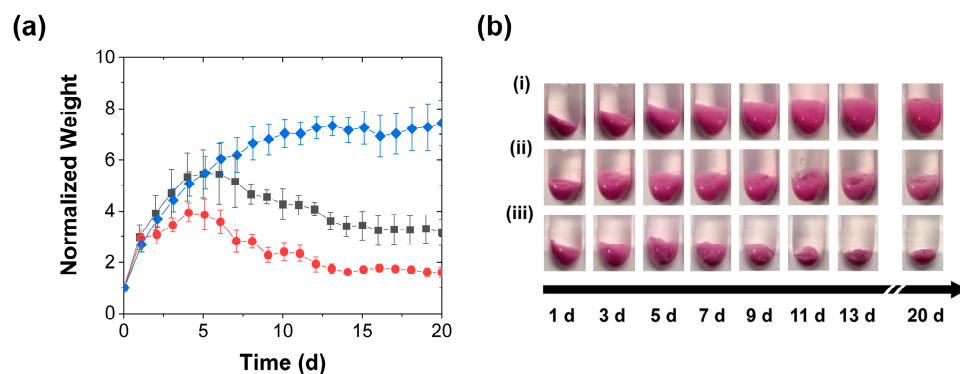 (a)
10
8
6
4
2
0
Normalized Weight
0 5 10 15 20
Time (d)
(b)
(i)
(ii)
(iii)
1 d 3 d 5 d 7 d 9 d 11 d 13 d 20 d